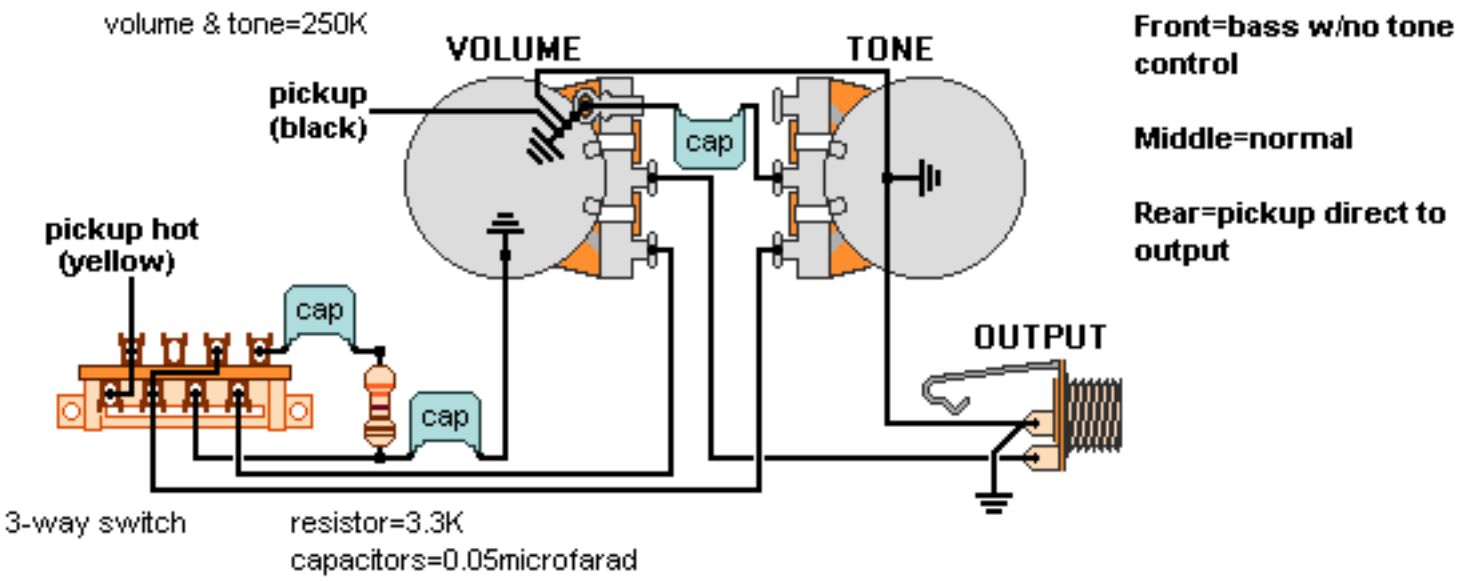 volume & tone=250K
VOLUME
TONE
Front=bass w/no tone
control
pickup
(black)
cap
Middle=normal
Rear=pickup direct to
output
pickup hot
(yellow)
cap
OUTPUT
cap
3-way switch
resistor=3.3K
capacitors=0.05microfarad